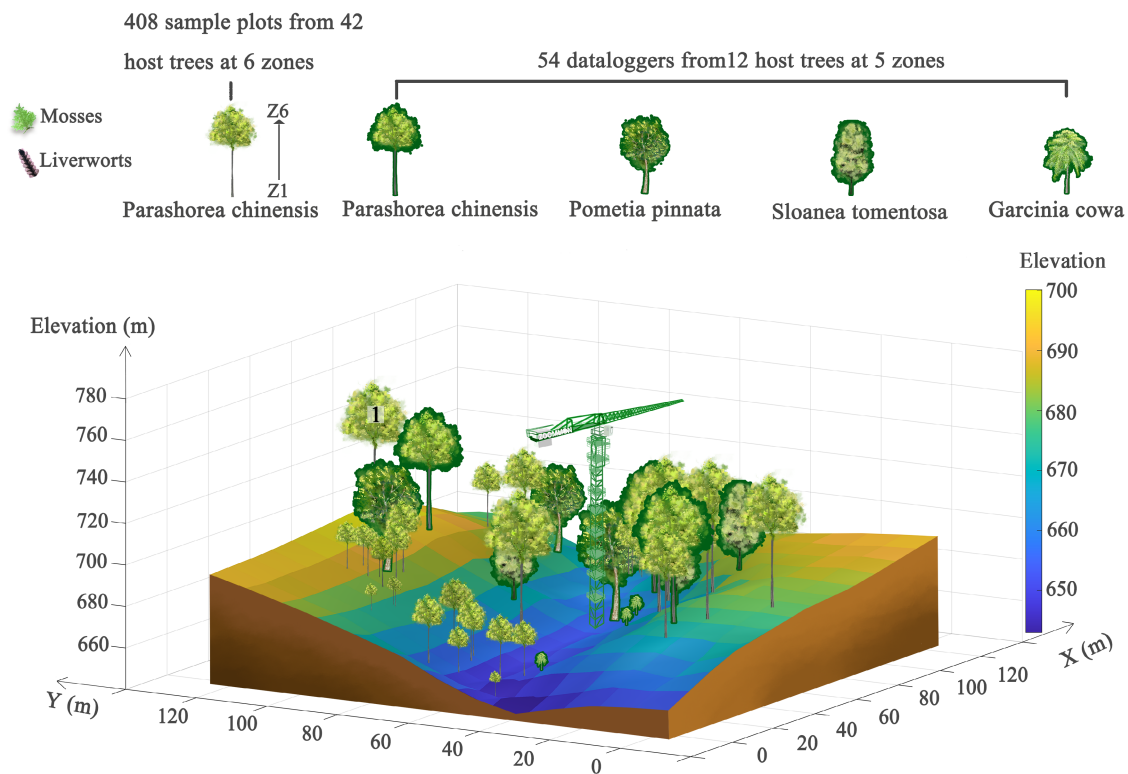 408 sample plots from 42
host trees at 6 zones
54 dataloggers from12 host trees at 5 zones
Mosses
Liverworts
Z6
Z1
Parashorea chinensis
Parashorea chinensis
Pometia pinnata
Sloanea tomentosa
Garcinia cowa
Elevation
700
690
680
670
660
650
Elevation (m)
780
760
740
720
700
680
660
1
Y (m)
120
100
80
60
40
20
0
X (m)
0
20
40
60
80
100
120